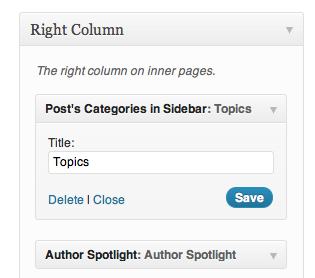 Right Column
The right column on inner pages.
Post's Categories in Sidebar: Topics
Title:
Topics
Delete | Close
Save
Author Spotlight: Author Spotlight